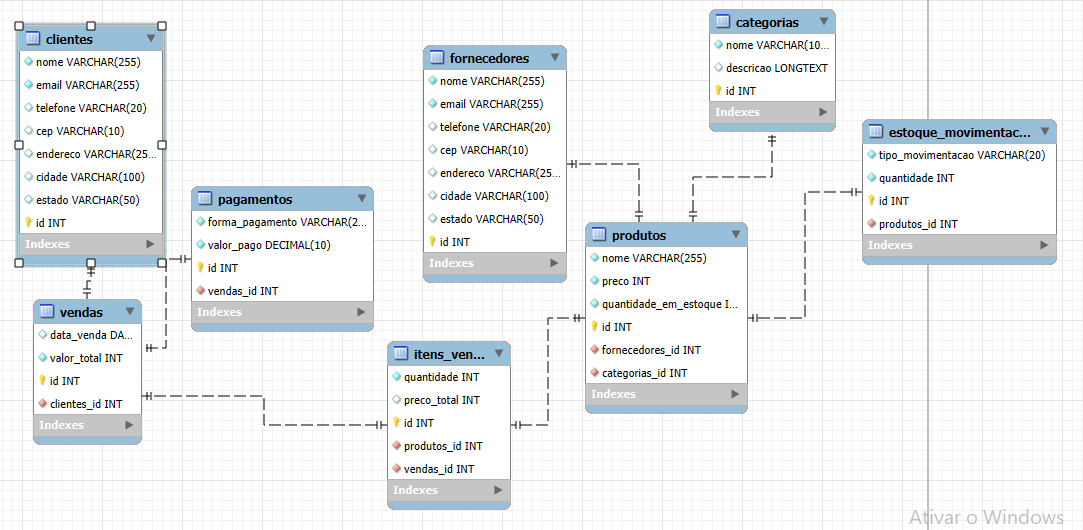 clientes
nome VARCHAR(255)
email VARCHAR(255)
telefone VARCHAR(20)
cep VARCHAR(10)
endereco VARCHAR(25...
cidade VARCHAR(100)
estado VARCHAR(50)
id INT
Indexes
pagamentos
forma_pagamento VARCHAR(2...
valor_pago DECIMAL(10)
id INT
vendas_id INT
Indexes
vendas
data_venda DA...
valor_total INT
id INT
clientes_id INT
Indexes
fornecedores
nome VARCHAR(255)
email VARCHAR(255)
telefone VARCHAR(20)
cep VARCHAR(10)
endereco VARCHAR(25...
cidade VARCHAR(100)
estado VARCHAR(50)
id INT
Indexes
itens_ven...
quantidade INT
preco_total INT
id INT
produtos_id INT
vendas_id INT
Indexes
categorias
nome VARCHAR(10...
descricao LONGTEXT
id INT
Indexes
produtos
nome VARCHAR(255)
preco INT
quantidade_em_estoque I...
id INT
fornecedores_id INT
categorias_id INT
Indexes
estoque_movimentac...
tipo_movimentacao VARCHAR(20)
quantidade INT
id INT
produtos_id INT
Indexes
Ativar o Windows